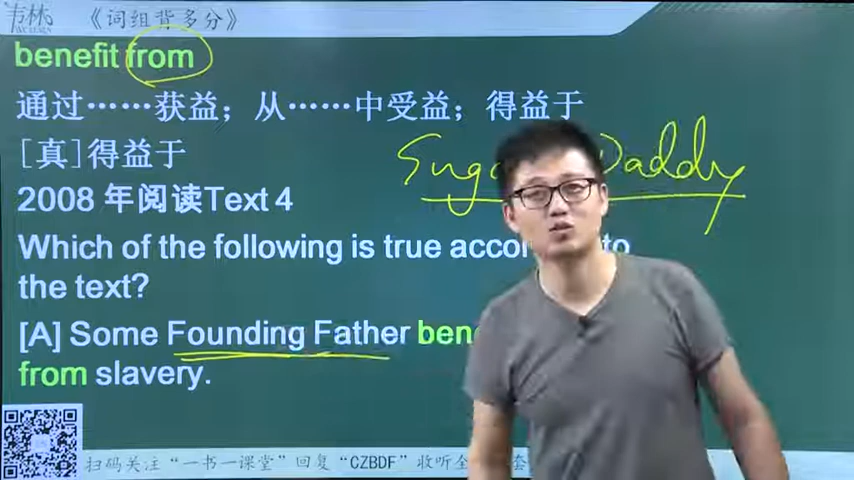 韦林 《词组背多分》
benefit from
通过……获益；从……中受益；得益于
[真]得益于
Daddy
2008 年阅读Text 4
Which of the following is true to
the text?
[A] Some Founding Father
from slavery.
扫码关注“一书一课堂”回复“CZBDF”收听全 套